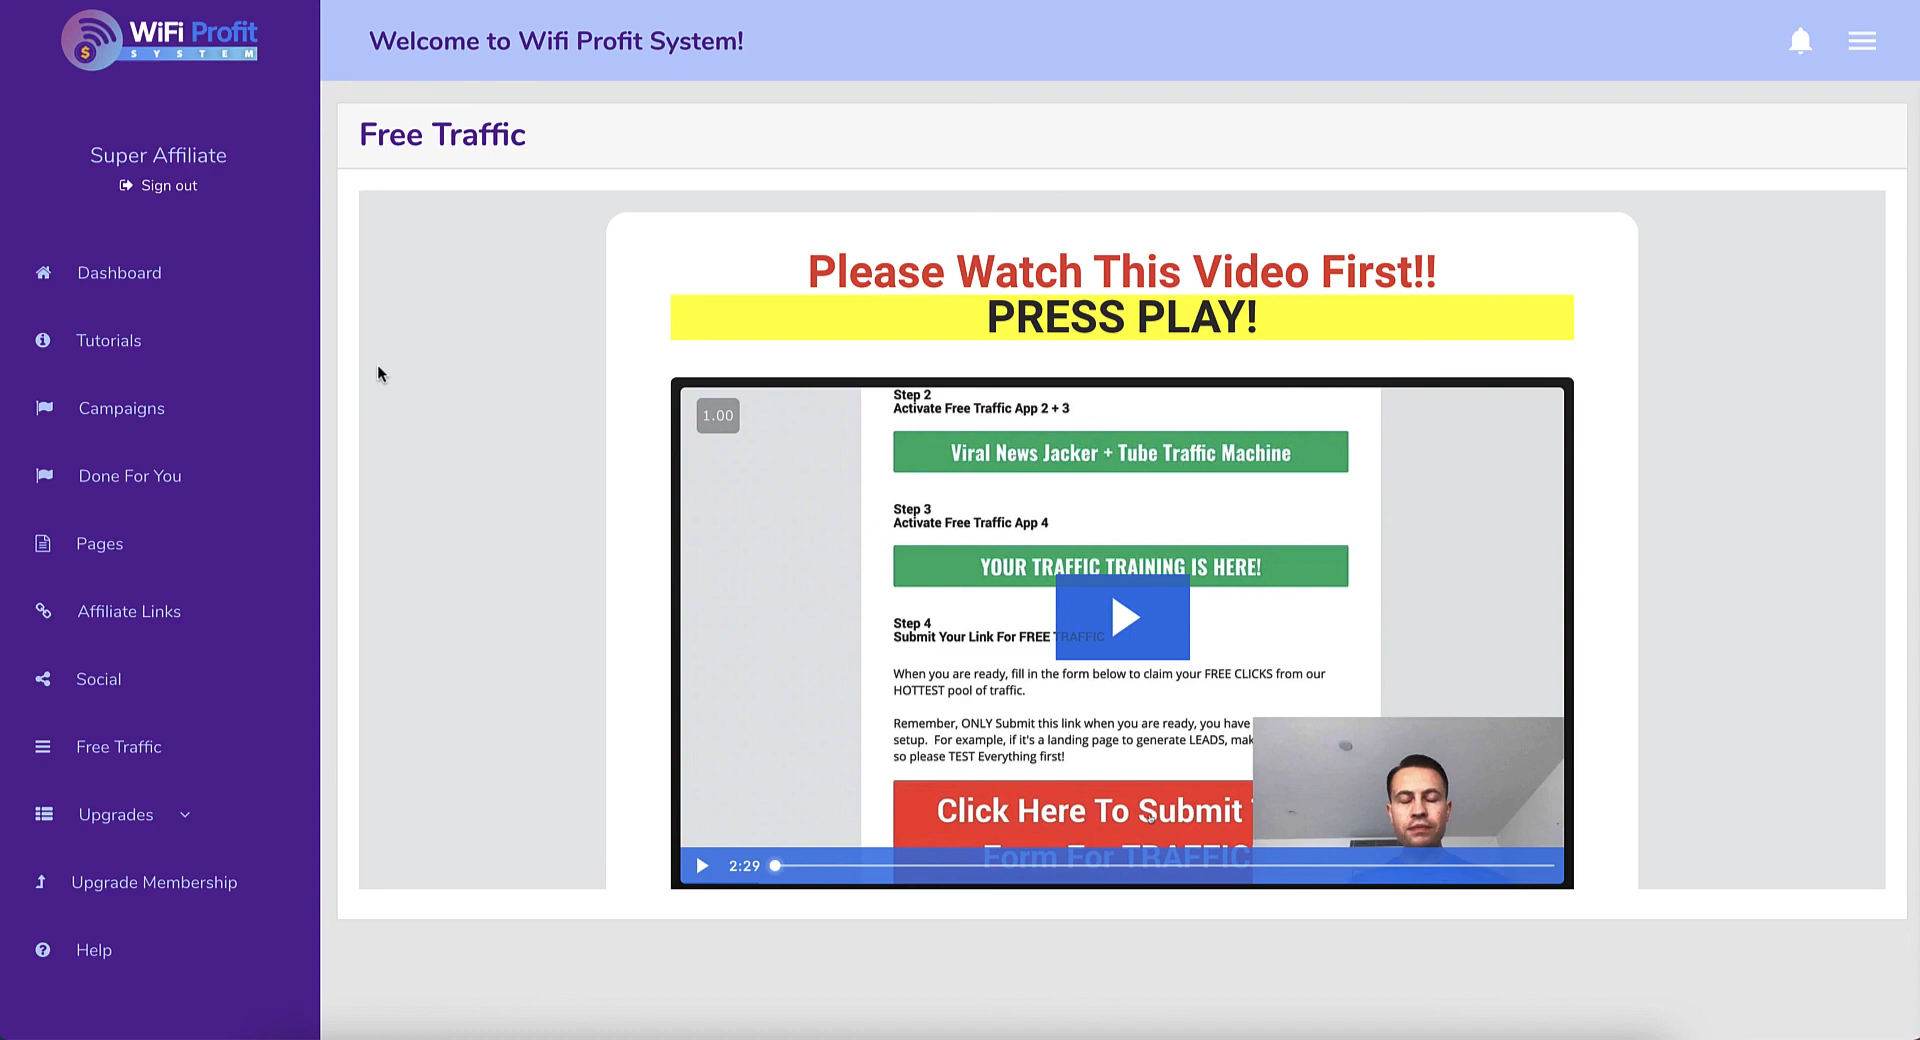 WiFi Profit
SYSTEM
Welcome to Wifi Profit System!
Super Affiliate
Sign out
Dashboard
Tutorials
Campaigns
Done For You
Pages
Affiliate Links
Social
Free Traffic
Upgrades
Upgrade Membership
Help
Free Traffic
Please Watch This Video First!!
PRESS PLAY!
1.00
Step 2
Activate Free Traffic App 2 + 3
Viral News Jacker + Tube Traffic Machine
Step 3
Activate Free Traffic App 4
YOUR TRAFFIC TRAINING IS HERE!
Step 4
Submit Your Link For FREE TRAFFIC
When you are ready, fill in the form below to claim your FREE CLICKS from our
HOTTEST pool of traffic.
Remember, ONLY Submit this link when you are ready, you have
setup. For example, if it's a landing page to generate LEADS, mak
so please TEST Everything first!
Click Here To Submit
Form For TRAFFIC
2:29